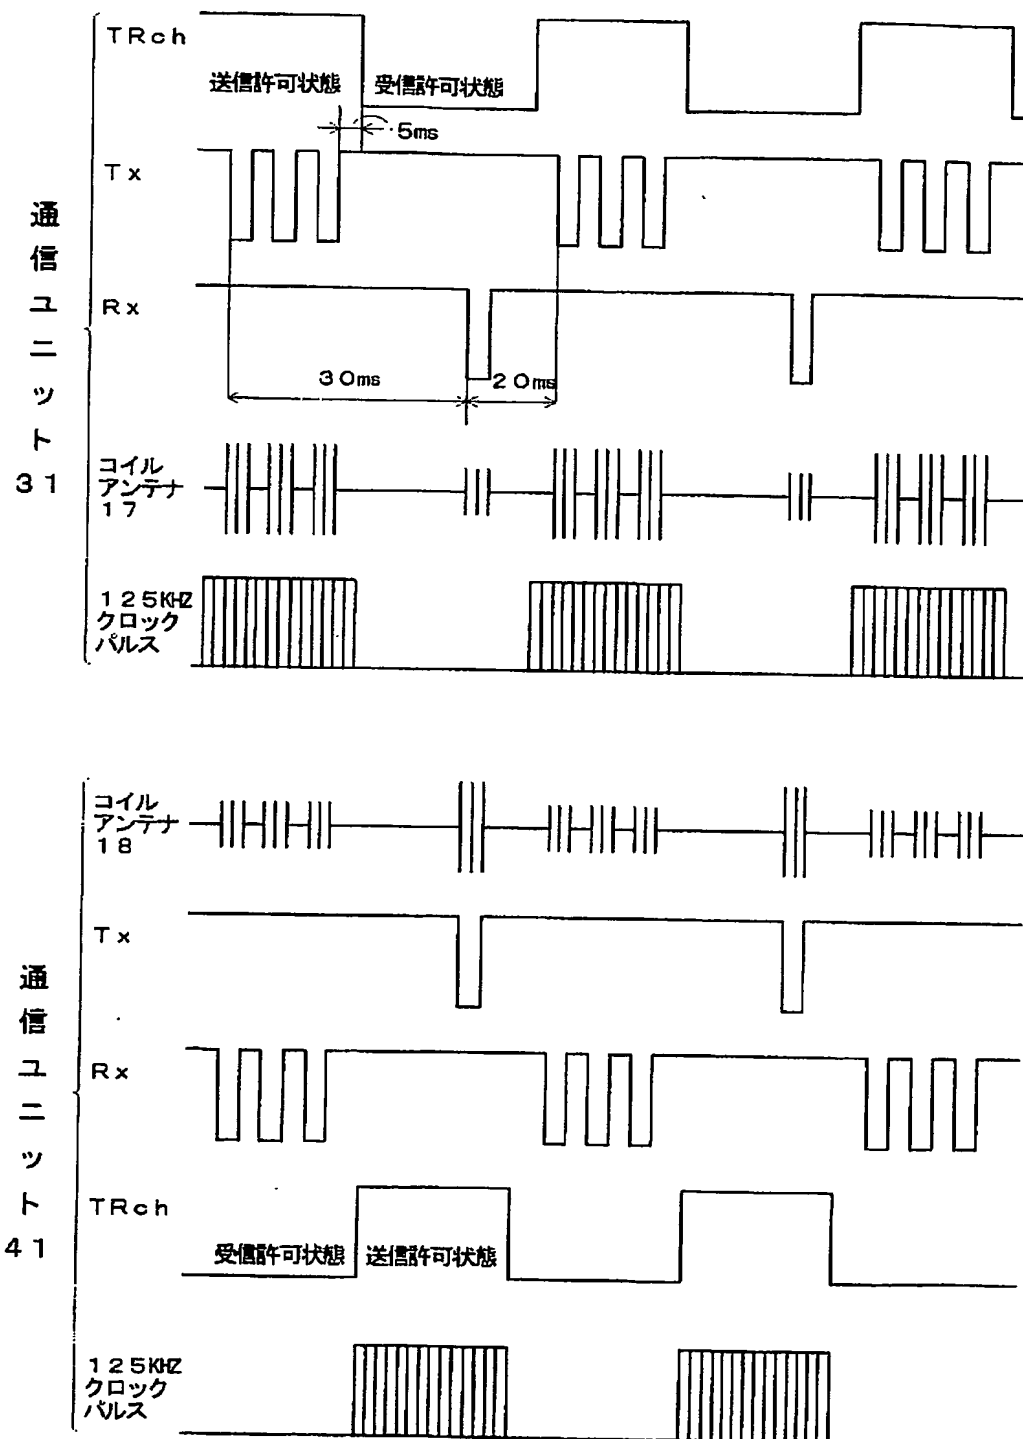 通信ユニット31
TRch
送信許可状態
受信許可状態
5ms
Tx
Rx
30ms
20ms
コイル
アンテナ
17
125KHZ
クロック
パルス
通信ユニット41
コイル
アンテナ
18
Tx
Rx
TRch
受信許可状態
送信許可状態
125KHZ
クロック
パルス